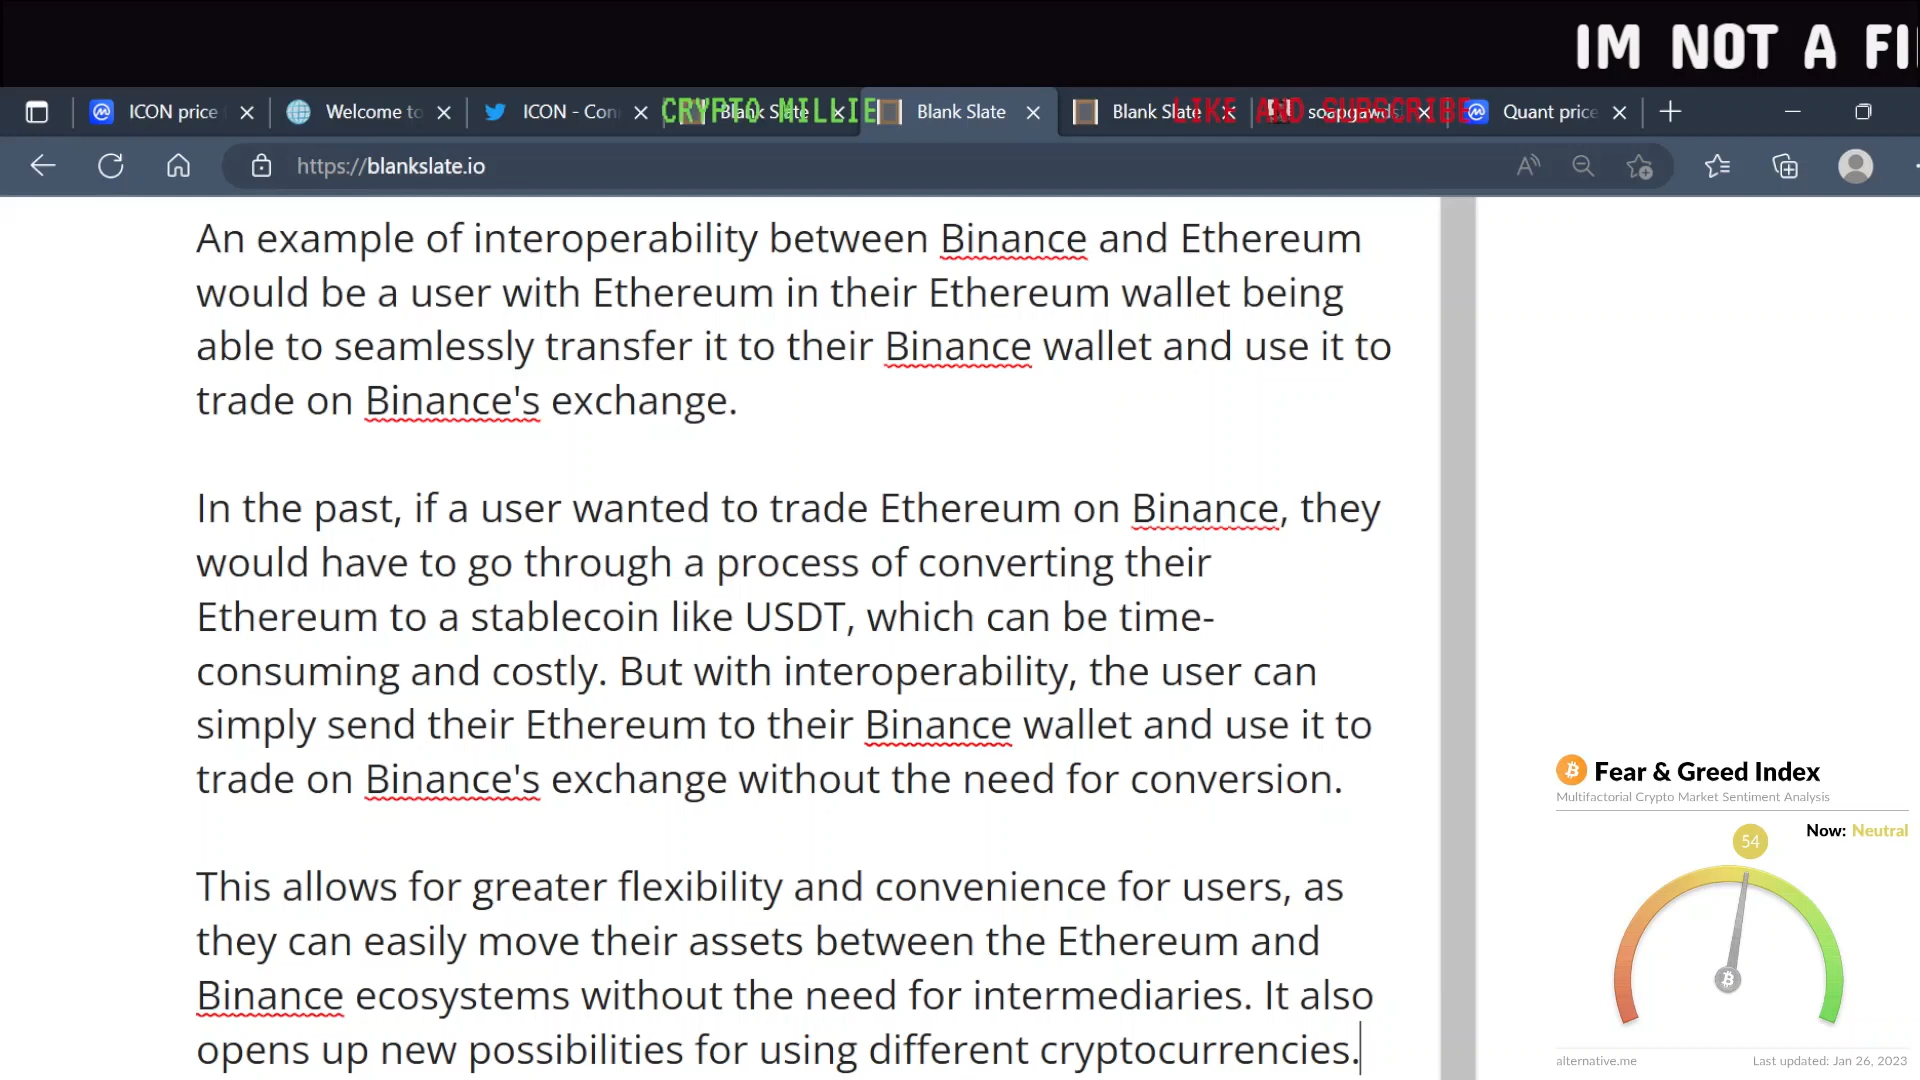 IM NOT A FI
ICON price
Welcome to
ICON - Con
CRYPTO MILLIE
Blank Slate
Blank Slate
Blank Slate
LIKE AND SUBSCRIBE
soapgawds
Quant price
https://blankslate.io
An example of interoperability between Binance and Ethereum
would be a user with Ethereum in their Ethereum wallet being
able to seamlessly transfer it to their Binance wallet and use it to
trade on Binance's exchange.
In the past, if a user wanted to trade Ethereum on Binance, they
would have to go through a process of converting their
Ethereum to a stablecoin like USDT, which can be time-
consuming and costly. But with interoperability, the user can
simply send their Ethereum to their Binance wallet and use it to
trade on Binance's exchange without the need for conversion.
This allows for greater flexibility and convenience for users, as
they can easily move their assets between the Ethereum and
Binance ecosystems without the need for intermediaries. It also
opens up new possibilities for using different cryptocurrencies.
Fear & Greed Index
Multifactorial Crypto Market Sentiment Analysis
Now: Neutral
54
alternative.me
Last updated: Jan 26, 2023